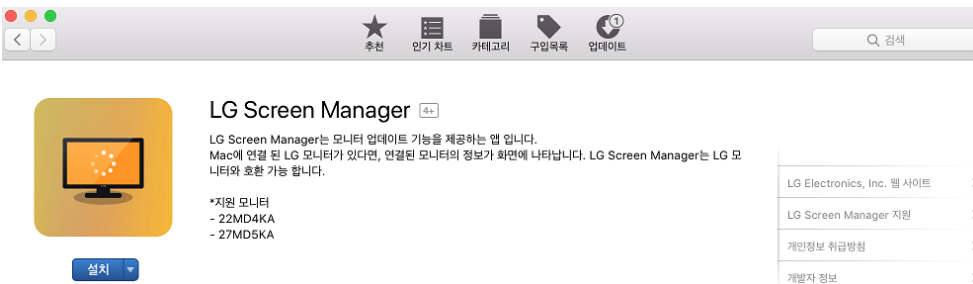 1
추천
인기 차트
카테고리
구입목록
업데이트
검색
LG Screen Manager 4+
LG Screen Manager는 모니터 업데이트 기능을 제공하는 앱 입니다.
Mac에 연결 된 LG 모니터가 있다면, 연결된 모니터의 정보가 화면에 나타납니다. LG Screen Manager는 LG 모
니터와 호환 가능 합니다.
*지원 모니터
- 22MD4KA
- 27MD5KA
설치
LG Electronics, Inc. 웹 사이트
LG Screen Manager 지원
개인정보 취급방침
개발자 정보